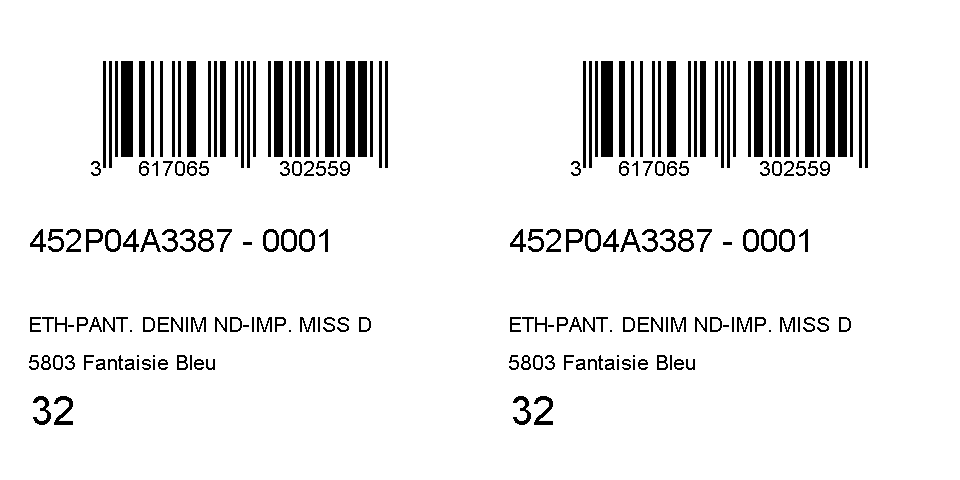 3 617065 302559
452P04A3387 - 0001
ETH-PANT. DENIM ND-IMP. MISS D
5803 Fantaisie Bleu
32
3 617065 302559
452P04A3387 - 0001
ETH-PANT. DENIM ND-IMP. MISS D
5803 Fantaisie Bleu
32